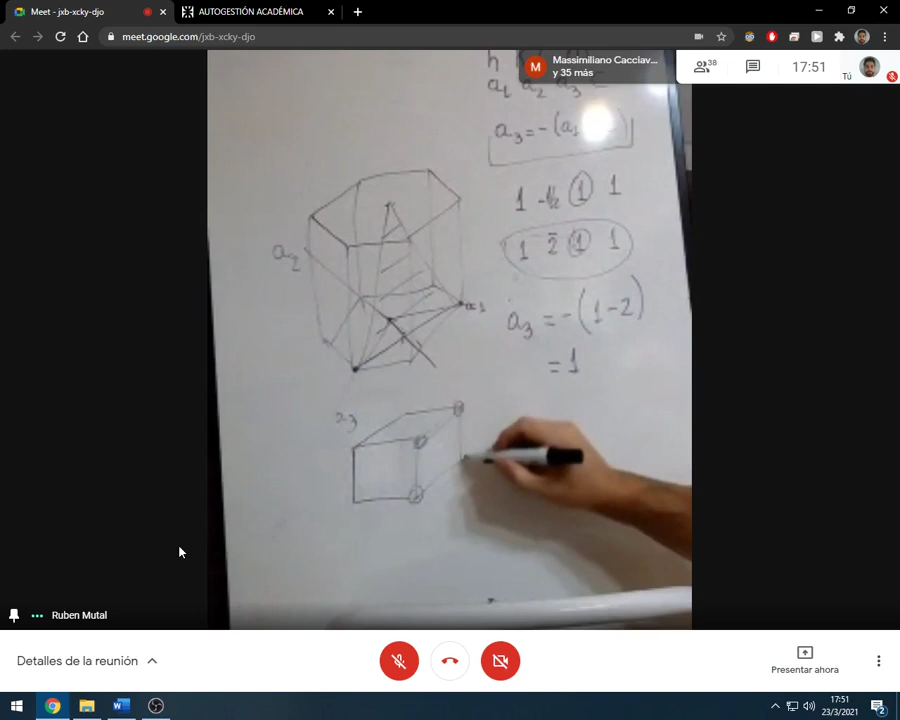 Meet - jxb-xcky-djo
AUTOGESTIÓN ACADÉMICA
meet.google.com/jxb-xcky-djo
Massimiliano Cacciav...
y 35 más
38
17:51
Tú
M
a₁ a₂ a₃
a₃ = - (a₁
1 -½ 1 1
1 2̄ 1 1
a₂
a₃ = - (1 - 2)
= 1
a₃
Ruben Mutal
Detalles de la reunión
Presentar ahora
17:51
23/3/2021
2